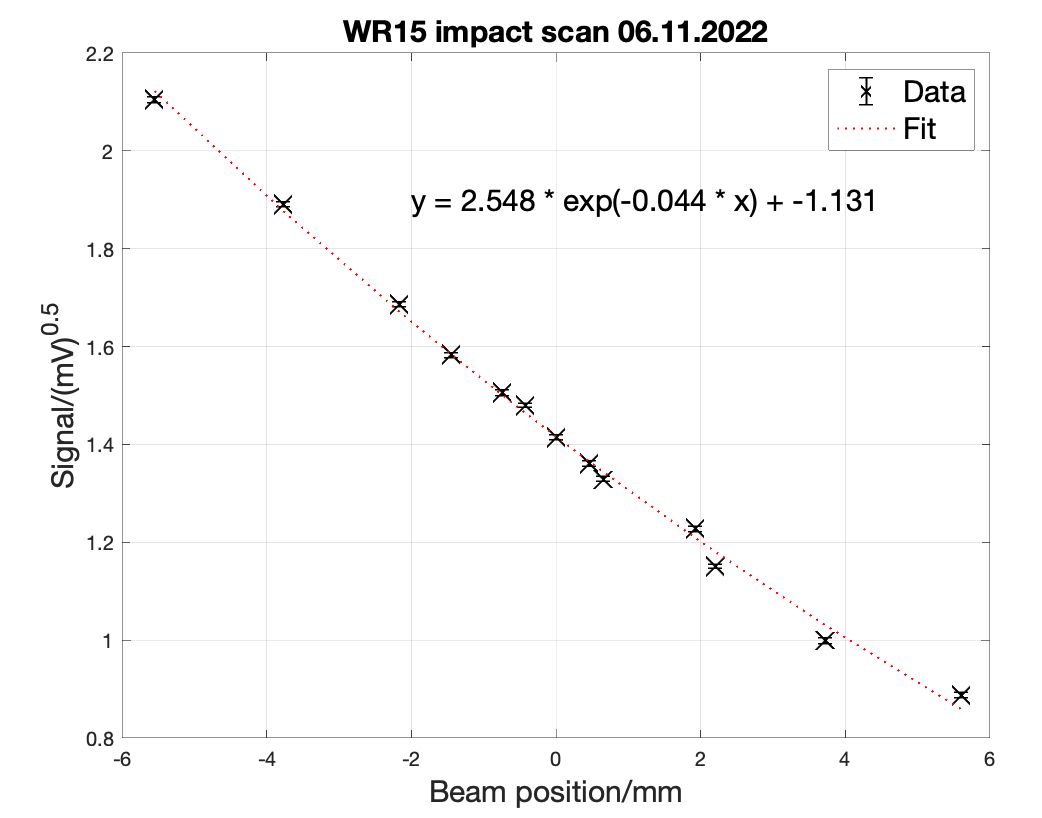 WR15 impact scan 06.11.2022
Data
Fit
y = 2.548 * exp(-0.044 * x) + -1.131
Signal/(mV)^0.5
2.2
2
1.8
1.6
1.4
1.2
1
0.8
-6 -4 -2 0 2 4 6
Beam position/mm